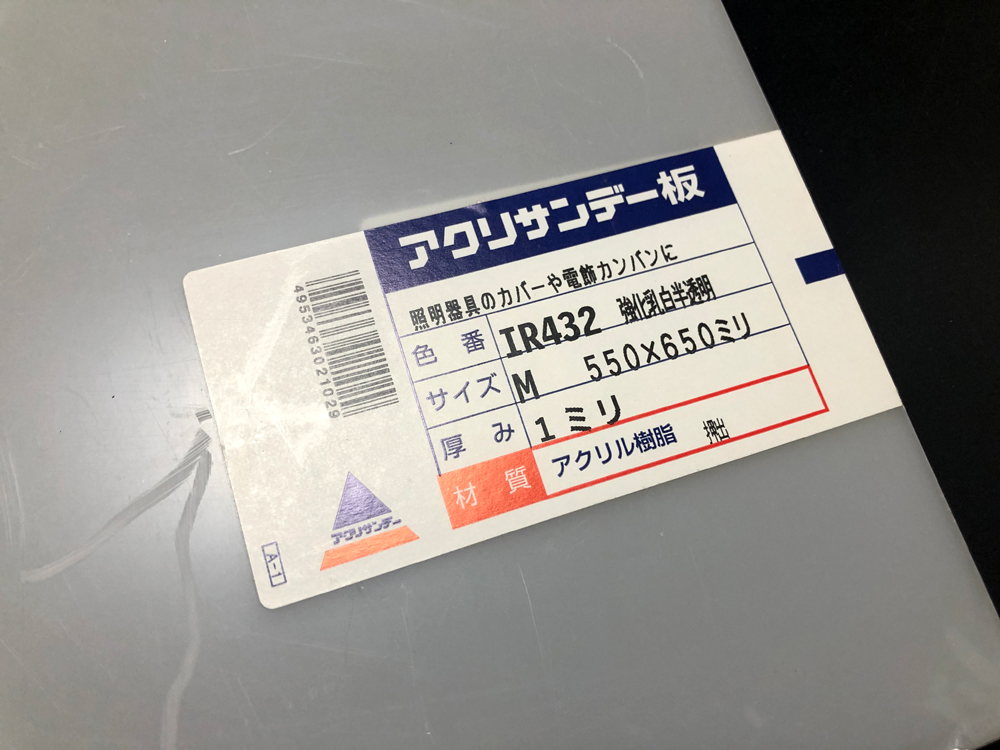 アクリサンデー板
照明器具のカバーや電飾カンバンに
色番 IR432 強化乳白半透明
サイズ M 550×650ミリ
厚み 1ミリ
材質 アクリル樹脂 押出
4953463021029
アクリサンデー
A-1